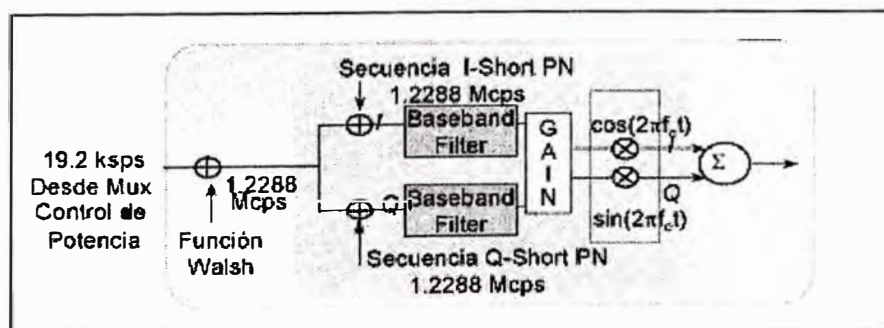 Secuencia I-Short PN
1.2288 Mcps
I
Baseband
Filter
GAIN
cos(2πfct)
I
19.2 ksps
Desde Mux
Control de
Potencia
1.2288
Mcps
Función
Walsh
Q
Baseband
Filter
Σ
Q
sin(2πfct)
Secuencia Q-Short PN
1.2288 Mcps